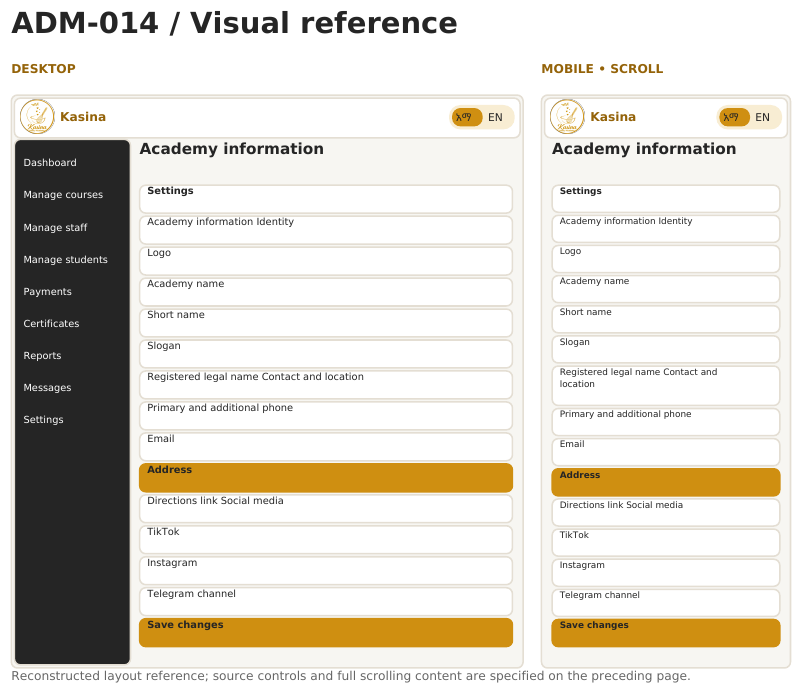 ADM-014 / Visual reference
DESKTOP
Kasina
Kasina
አማ EN
Dashboard
Manage courses
Manage staff
Manage students
Payments
Certificates
Reports
Messages
Settings
Academy information
Settings
Academy information Identity
Logo
Academy name
Short name
Slogan
Registered legal name Contact and location
Primary and additional phone
Email
Address
Directions link Social media
TikTok
Instagram
Telegram channel
Save changes
MOBILE • SCROLL
Kasina
Kasina
አማ EN
Academy information
Settings
Academy information Identity
Logo
Academy name
Short name
Slogan
Registered legal name Contact and
location
Primary and additional phone
Email
Address
Directions link Social media
TikTok
Instagram
Telegram channel
Save changes
Reconstructed layout reference; source controls and full scrolling content are specified on the preceding page.